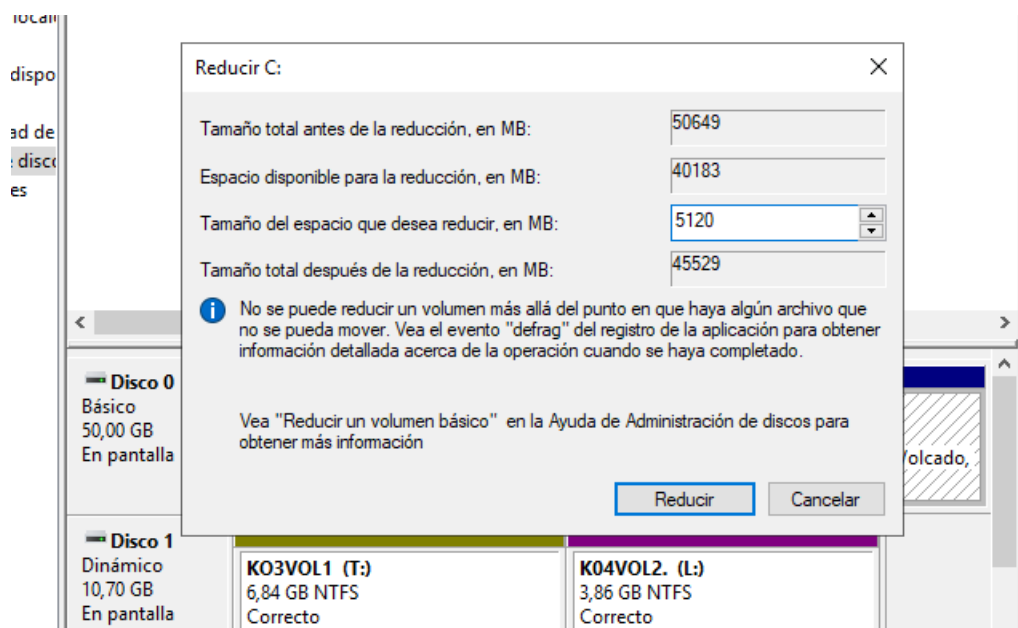 dispo
ad de
disco
es
Reducir C:
Tamaño total antes de la reducción, en MB:
50649
Espacio disponible para la reducción, en MB:
40183
Tamaño del espacio que desea reducir, en MB:
5120
Tamaño total después de la reducción, en MB:
45529
No se puede reducir un volumen más allá del punto en que haya algún archivo que
no se pueda mover. Vea el evento "defrag" del registro de la aplicación para obtener
información detallada acerca de la operación cuando se haya completado.
Vea "Reducir un volumen básico" en la Ayuda de Administración de discos para
obtener más información
Reducir
Cancelar
Disco 0
Básico
50,00 GB
En pantalla
Volcado,
Disco 1
Dinámico
10,70 GB
En pantalla
KO3VOL1 (T:)
6,84 GB NTFS
Correcto
K04VOL2. (L:)
3,86 GB NTFS
Correcto